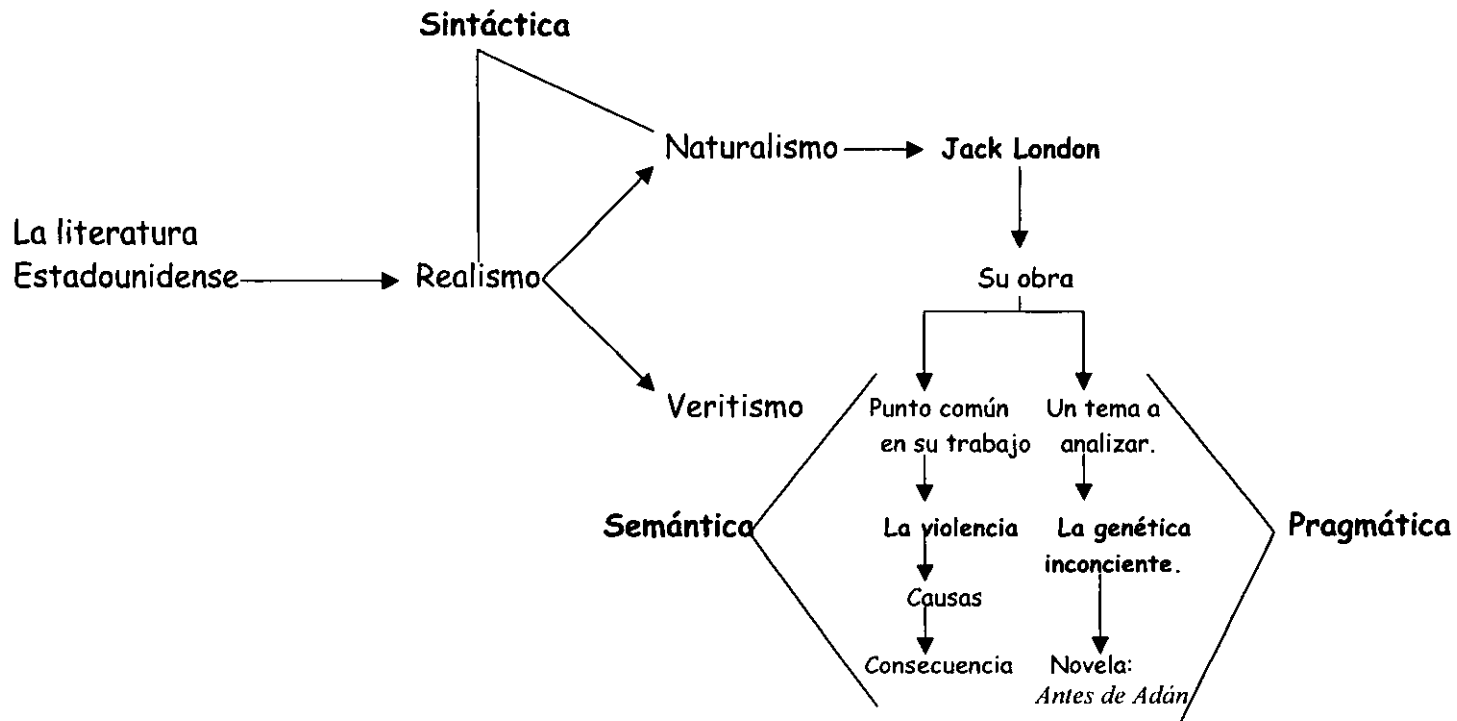 Sintáctica
Naturalismo
Jack London
La literatura
Estadounidense
Realismo
Su obra
Veritismo
Punto común
en su trabajo
Un tema a
analizar.
Semántica
La violencia
La genética
inconciente.
Pragmática
Causas
Consecuencia
Novela:
Antes de Adán